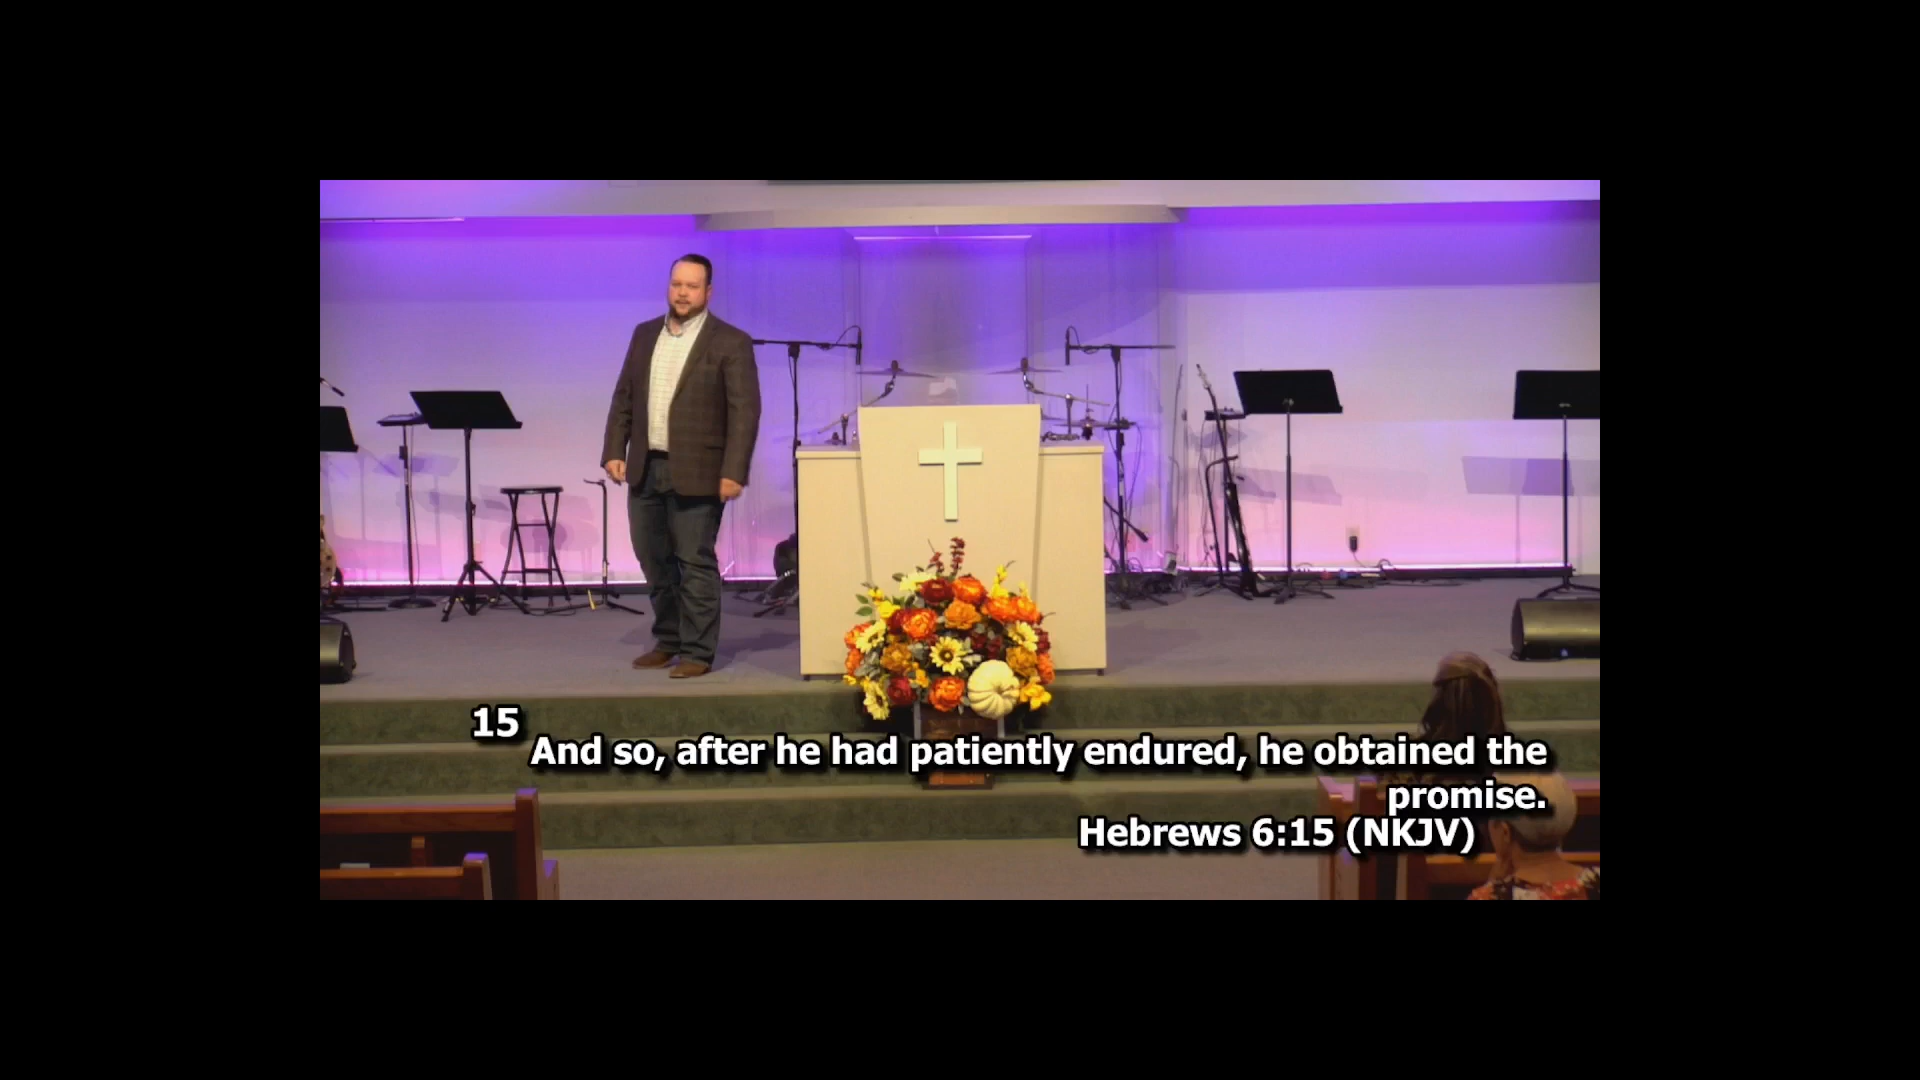 15
And so, after he had patiently endured, he obtained the
promise.
Hebrews 6:15 (NKJV)